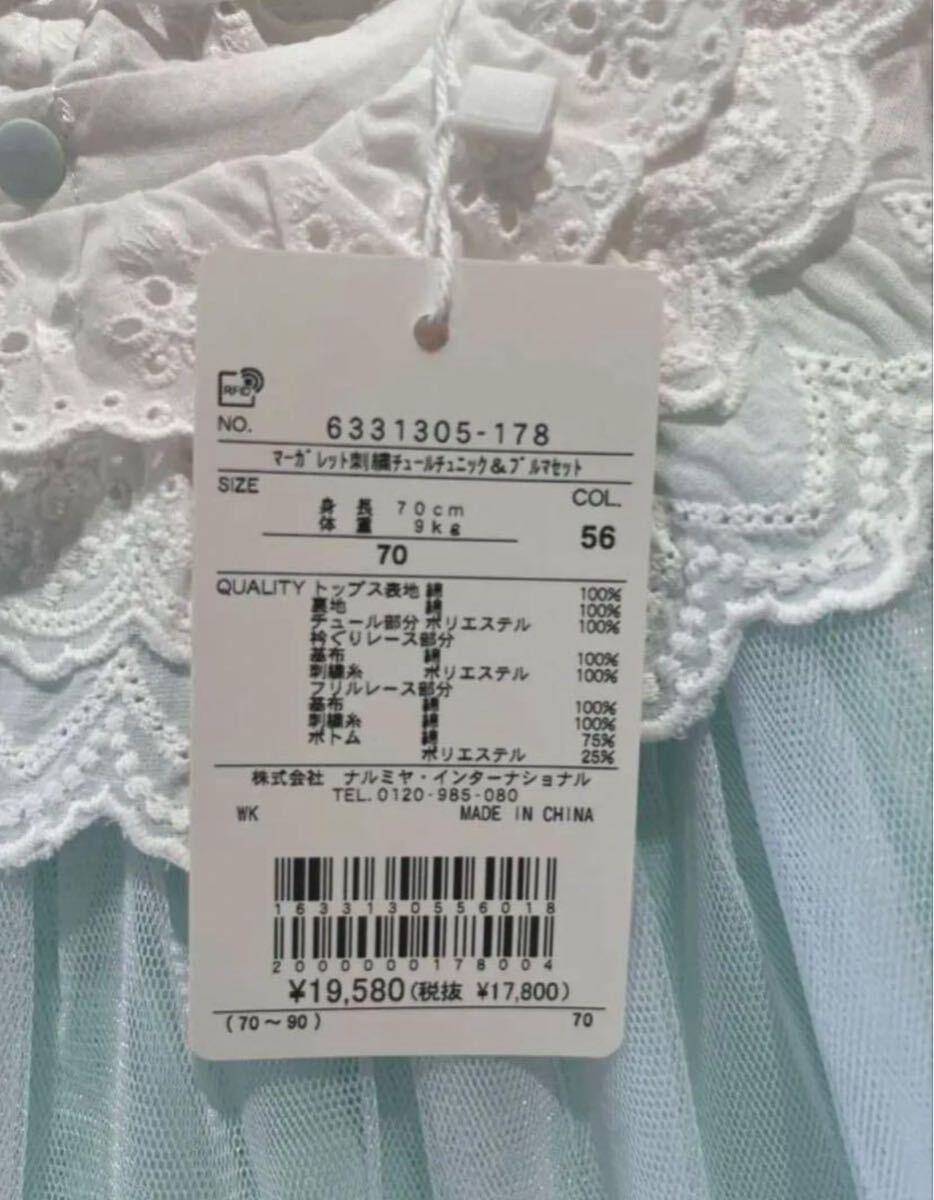 RFID
NO. 6331305-178
マーガレット刺繍チュールチュニック&ブルマセット
SIZE COL.
身長 70cm
体重 9kg
70 56
QUALITY トップス表地 綿 100%
裏地 綿 100%
チュール部分 ポリエステル 100%
衿ぐりレース部分
基布 綿 100%
刺繍糸 ポリエステル 100%
フリルレース部分
基布 綿 100%
刺繍糸 綿 100%
ボトム 綿 75%
ポリエステル 25%
株式会社 ナルミヤ・インターナショナル
TEL.0120-985-080
WK MADE IN CHINA
1633130556018
2000000178004
¥19,580(税抜 ¥17,800)
(70～90) 70